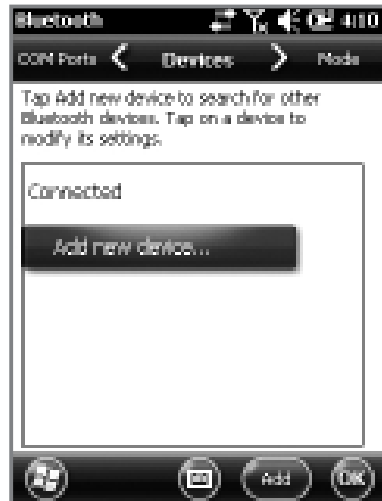 Bluetooth 4:10
COM Ports Devices Mode
Tap Add new device to search for other
Bluetooth devices. Tap on a device to
modify its settings.
Connected
Add new device...
Add OK